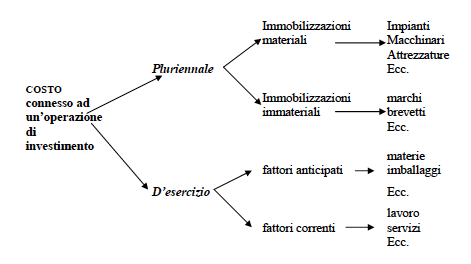 COSTO
connesso ad
un'operazione
di
investimento
Pluriennale
Immobilizzazioni
materiali
Impianti
Macchinari
Attrezzature
Ecc.
Immobilizzazioni
immateriali
marchi
brevetti
Ecc.
D'esercizio
fattori anticipati
materie
imballaggi
Ecc.
fattori correnti
lavoro
servizi
Ecc.